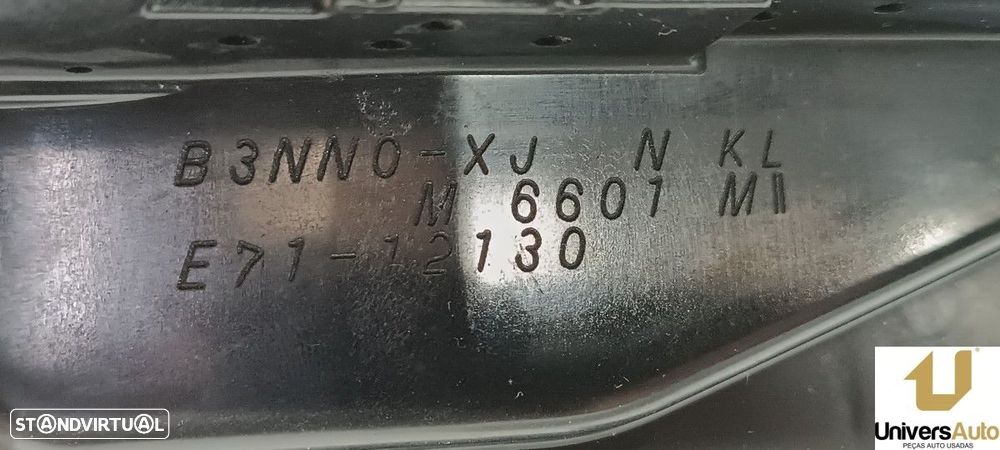 B3NN0-XJ N KL
M 6601 MII
E71-12130
STANDVIRTUAL
UniversAuto
PEÇAS AUTO USADAS